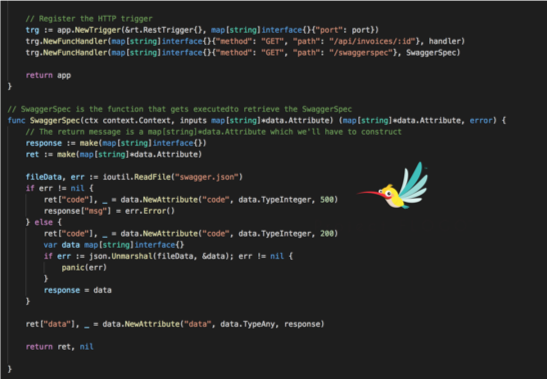 // Register the HTTP trigger
trg := app.NewTrigger(&rt.RestTrigger{}, map[string]interface{}{"port": port})
trg.NewFuncHandler(map[string]interface{}{"method": "GET", "path": "/api/invoices/:id"}, handler)
trg.NewFuncHandler(map[string]interface{}{"method": "GET", "path": "/swaggerspec"}, SwaggerSpec)
return app
}
// SwaggerSpec is the function that gets executedto retrieve the SwaggerSpec
func SwaggerSpec(ctx context.Context, inputs map[string]*data.Attribute) (map[string]*data.Attribute, error) {
// The return message is a map[string]*data.Attribute which we'll have to construct
response := make(map[string]interface{})
ret := make(map[string]*data.Attribute)
fileData, err := ioutil.ReadFile("swagger.json")
if err != nil {
ret["code"], _ = data.NewAttribute("code", data.TypeInteger, 500)
response["msg"] = err.Error()
} else {
ret["code"], _ = data.NewAttribute("code", data.TypeInteger, 200)
var data map[string]interface{}
if err := json.Unmarshal(fileData, &data); err != nil {
panic(err)
}
response = data
}
ret["data"], _ = data.NewAttribute("data", data.TypeAny, response)
return ret, nil
}